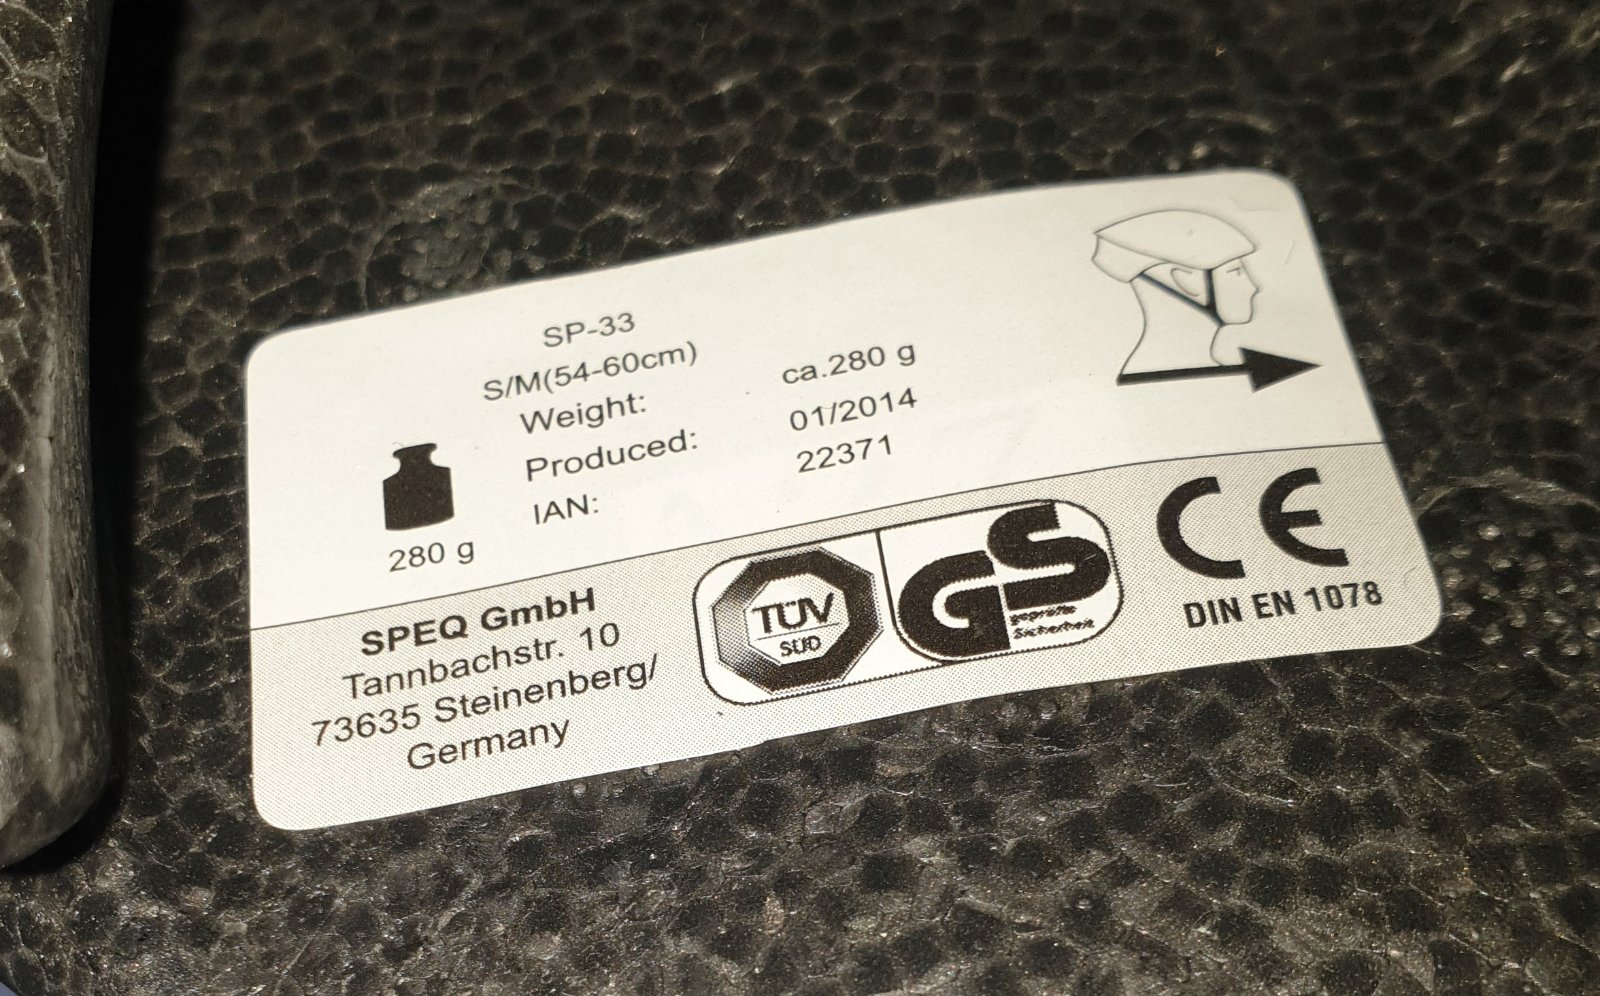 SP-33
S/M(54-60cm)
Weight: ca.280 g
Produced: 01/2014
IAN: 22371
280 g
SPEQ GmbH
Tannbachstr. 10
73635 Steinenberg/
Germany
TÜV
SÜD
GS
geprüfte
Sicherheit
CE
DIN EN 1078